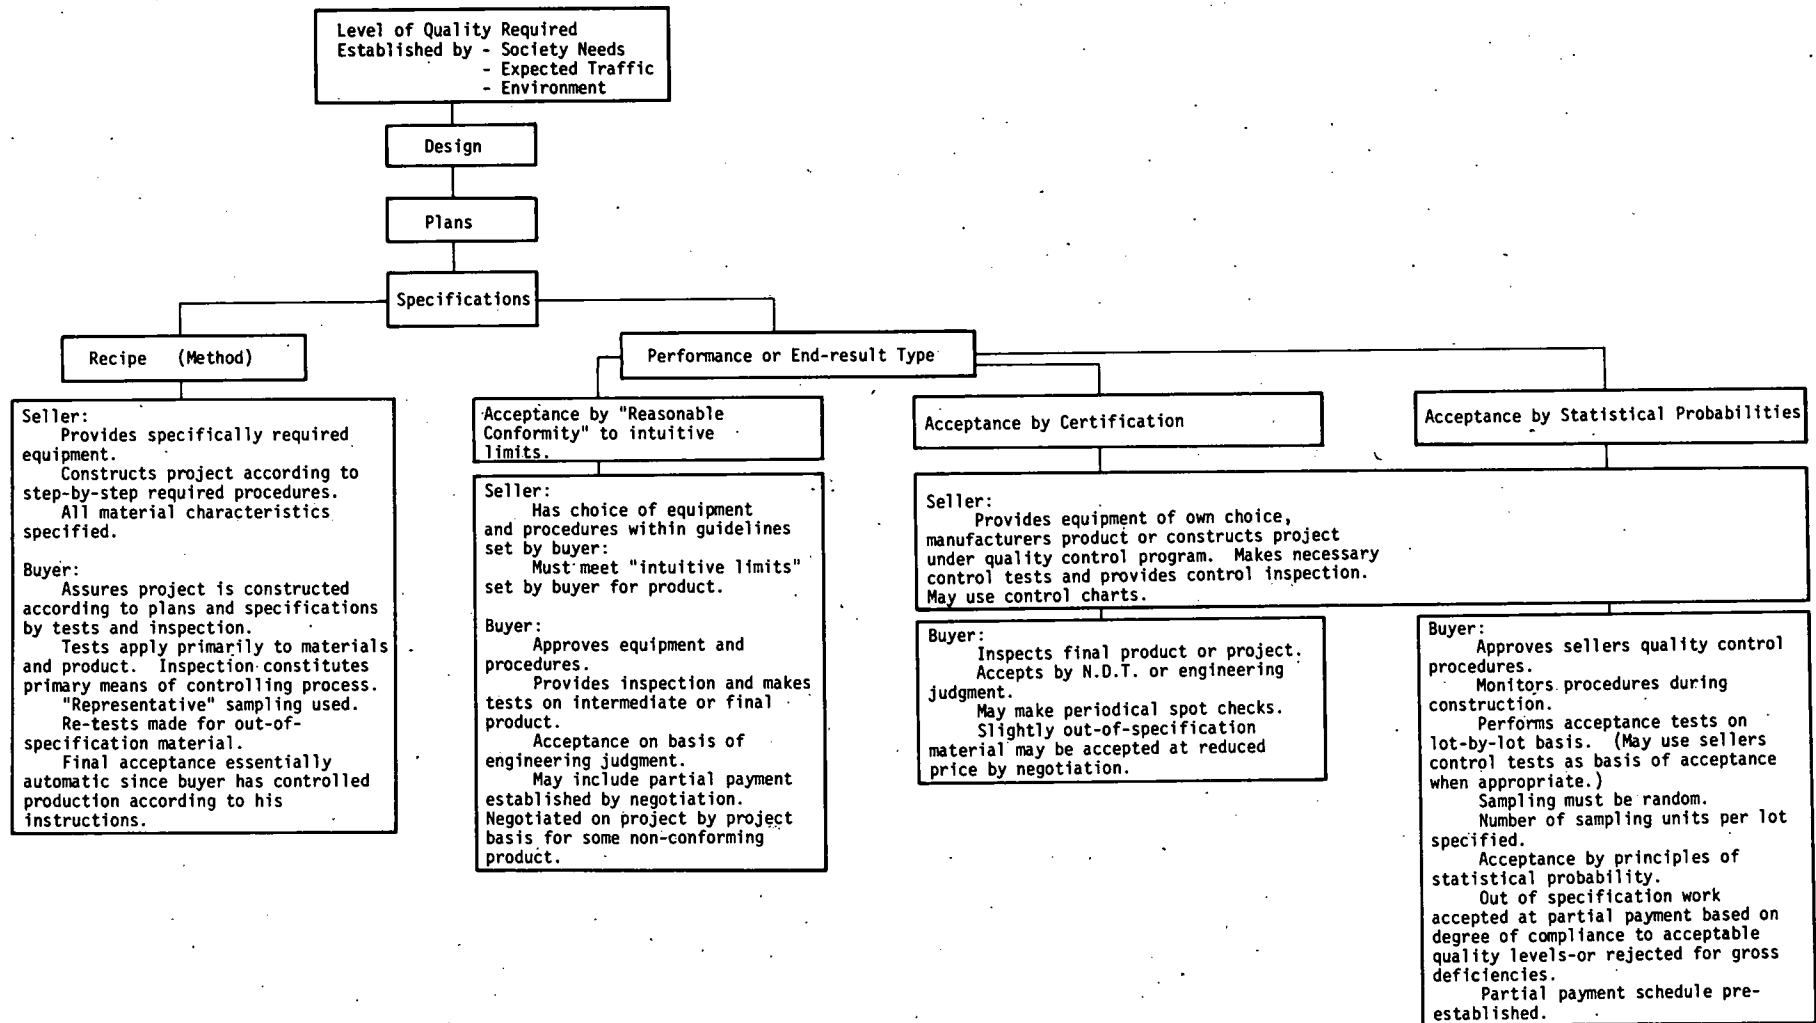 Level of Quality Required
Established by - Society Needs
- Expected Traffic
- Environment
Design
Plans
Specifications
Recipe (Method)
Performance or End-result Type
Seller:
Provides specifically required
equipment.
Constructs project according to
step-by-step required procedures.
All material characteristics
specified.
Buyer:
Assures project is constructed
according to plans and specifications
by tests and inspection.
Tests apply primarily to materials
and product. Inspection constitutes
primary means of controlling process.
"Representative" sampling used.
Re-tests made for out-of-
specification material.
Final acceptance essentially
automatic since buyer has controlled
production according to his
instructions.
Acceptance by "Reasonable
Conformity" to intuitive
limits.
Seller:
Has choice of equipment
and procedures within guidelines
set by buyer:
Must meet "intuitive limits"
set by buyer for product.
Buyer:
Approves equipment and
procedures.
Provides inspection and makes
tests on intermediate or final
product.
Acceptance on basis of
engineering judgment.
May include partial payment
established by negotiation.
Negotiated on project by project
basis for some non-conforming
product.
Acceptance by Certification
Acceptance by Statistical Probabilities
Seller:
Provides equipment of own choice,
manufacturers product or constructs project
under quality control program. Makes necessary
control tests and provides control inspection.
May use control charts.
Buyer:
Inspects final product or project.
Accepts by N.D.T. or engineering
judgment.
May make periodical spot checks.
Slightly out-of-specification
material may be accepted at reduced
price by negotiation.
Buyer:
Approves sellers quality control
procedures.
Monitors procedures during
construction.
Performs acceptance tests on
lot-by-lot basis. (May use sellers
control tests as basis of acceptance
when appropriate.)
Sampling must be random.
Number of sampling units per lot
specified.
Acceptance by principles of
statistical probability.
Out of specification work
accepted at partial payment based on
degree of compliance to acceptable
quality levels-or rejected for gross
deficiencies.
Partial payment schedule pre-
established.